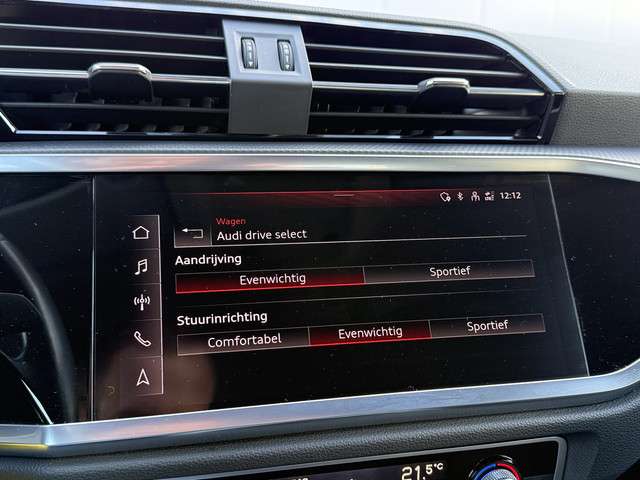 12:12
Wagen
Audi drive select
Aandrijving
Evenwichtig Sportief
Stuurinrichting
Comfortabel Evenwichtig Sportief
21,5°C